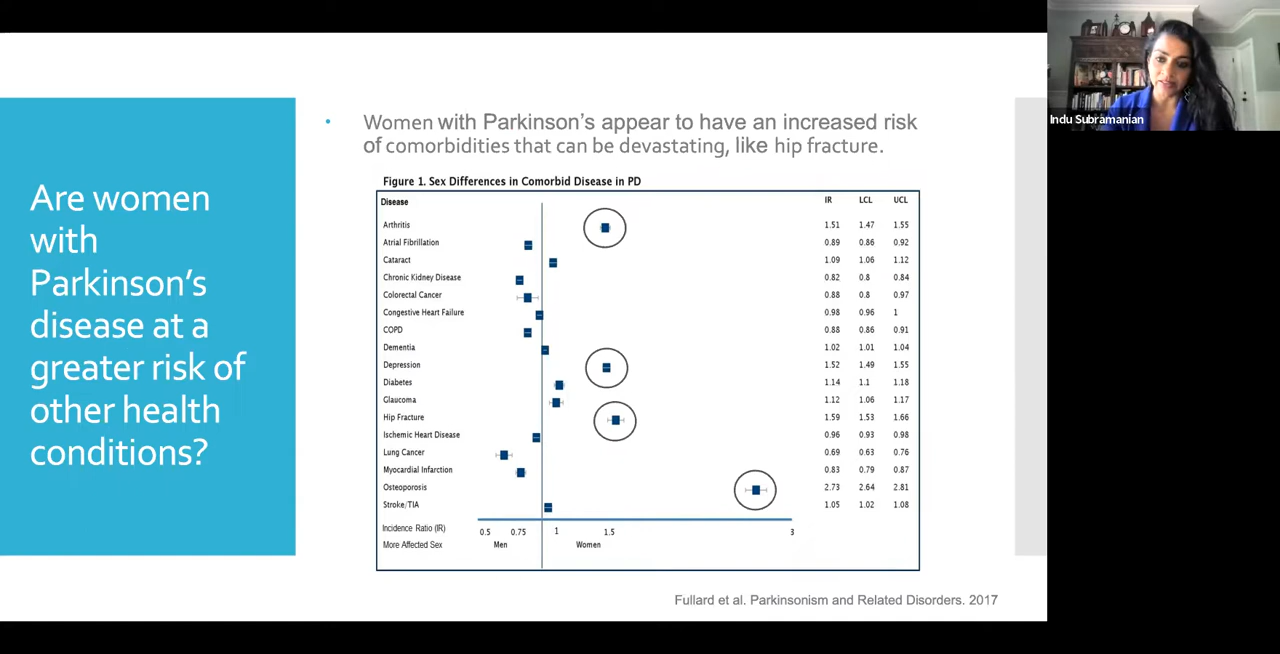 Are women
with
Parkinson's
disease at a
greater risk of
other health
conditions?
• Women with Parkinson's appear to have an increased risk
of comorbidities that can be devastating, like hip fracture.
Figure 1. Sex Differences in Comorbid Disease in PD
Disease IR LCL UCL
Arthritis 1.51 1.47 1.55
Atrial Fibrillation 0.89 0.86 0.92
Cataract 1.09 1.06 1.12
Chronic Kidney Disease 0.82 0.8 0.84
Colorectal Cancer 0.88 0.8 0.97
Congestive Heart Failure 0.98 0.96 1
COPD 0.88 0.86 0.91
Dementia 1.02 1.01 1.04
Depression 1.52 1.49 1.55
Diabetes 1.14 1.1 1.18
Glaucoma 1.12 1.06 1.17
Hip Fracture 1.59 1.53 1.66
Ischemic Heart Disease 0.96 0.93 0.98
Lung Cancer 0.69 0.63 0.76
Myocardial Infarction 0.83 0.79 0.87
Osteoporosis 2.73 2.64 2.81
Stroke/TIA 1.05 1.02 1.08
Incidence Ratio (IR) 0.5 0.75 1 1.5 3
More Affected Sex Men Women
Fullard et al. Parkinsonism and Related Disorders. 2017
Indu Subramanian